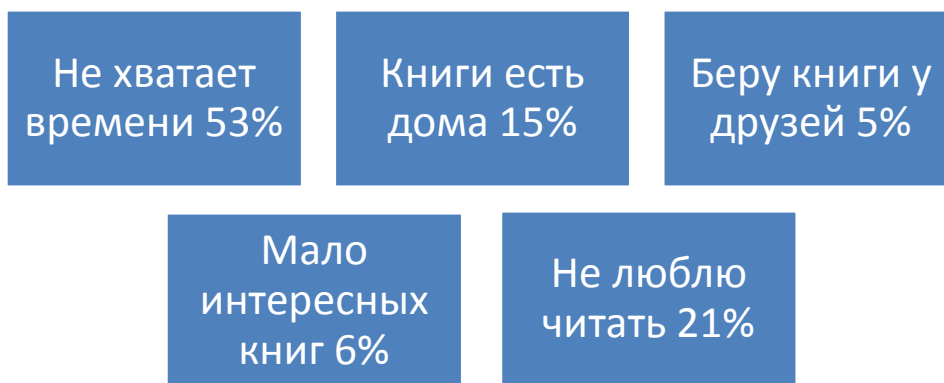 Не хватает
времени 53%
Книги есть
дома 15%
Беру книги у
друзей 5%
Мало
интересных
книг 6%
Не люблю
читать 21%